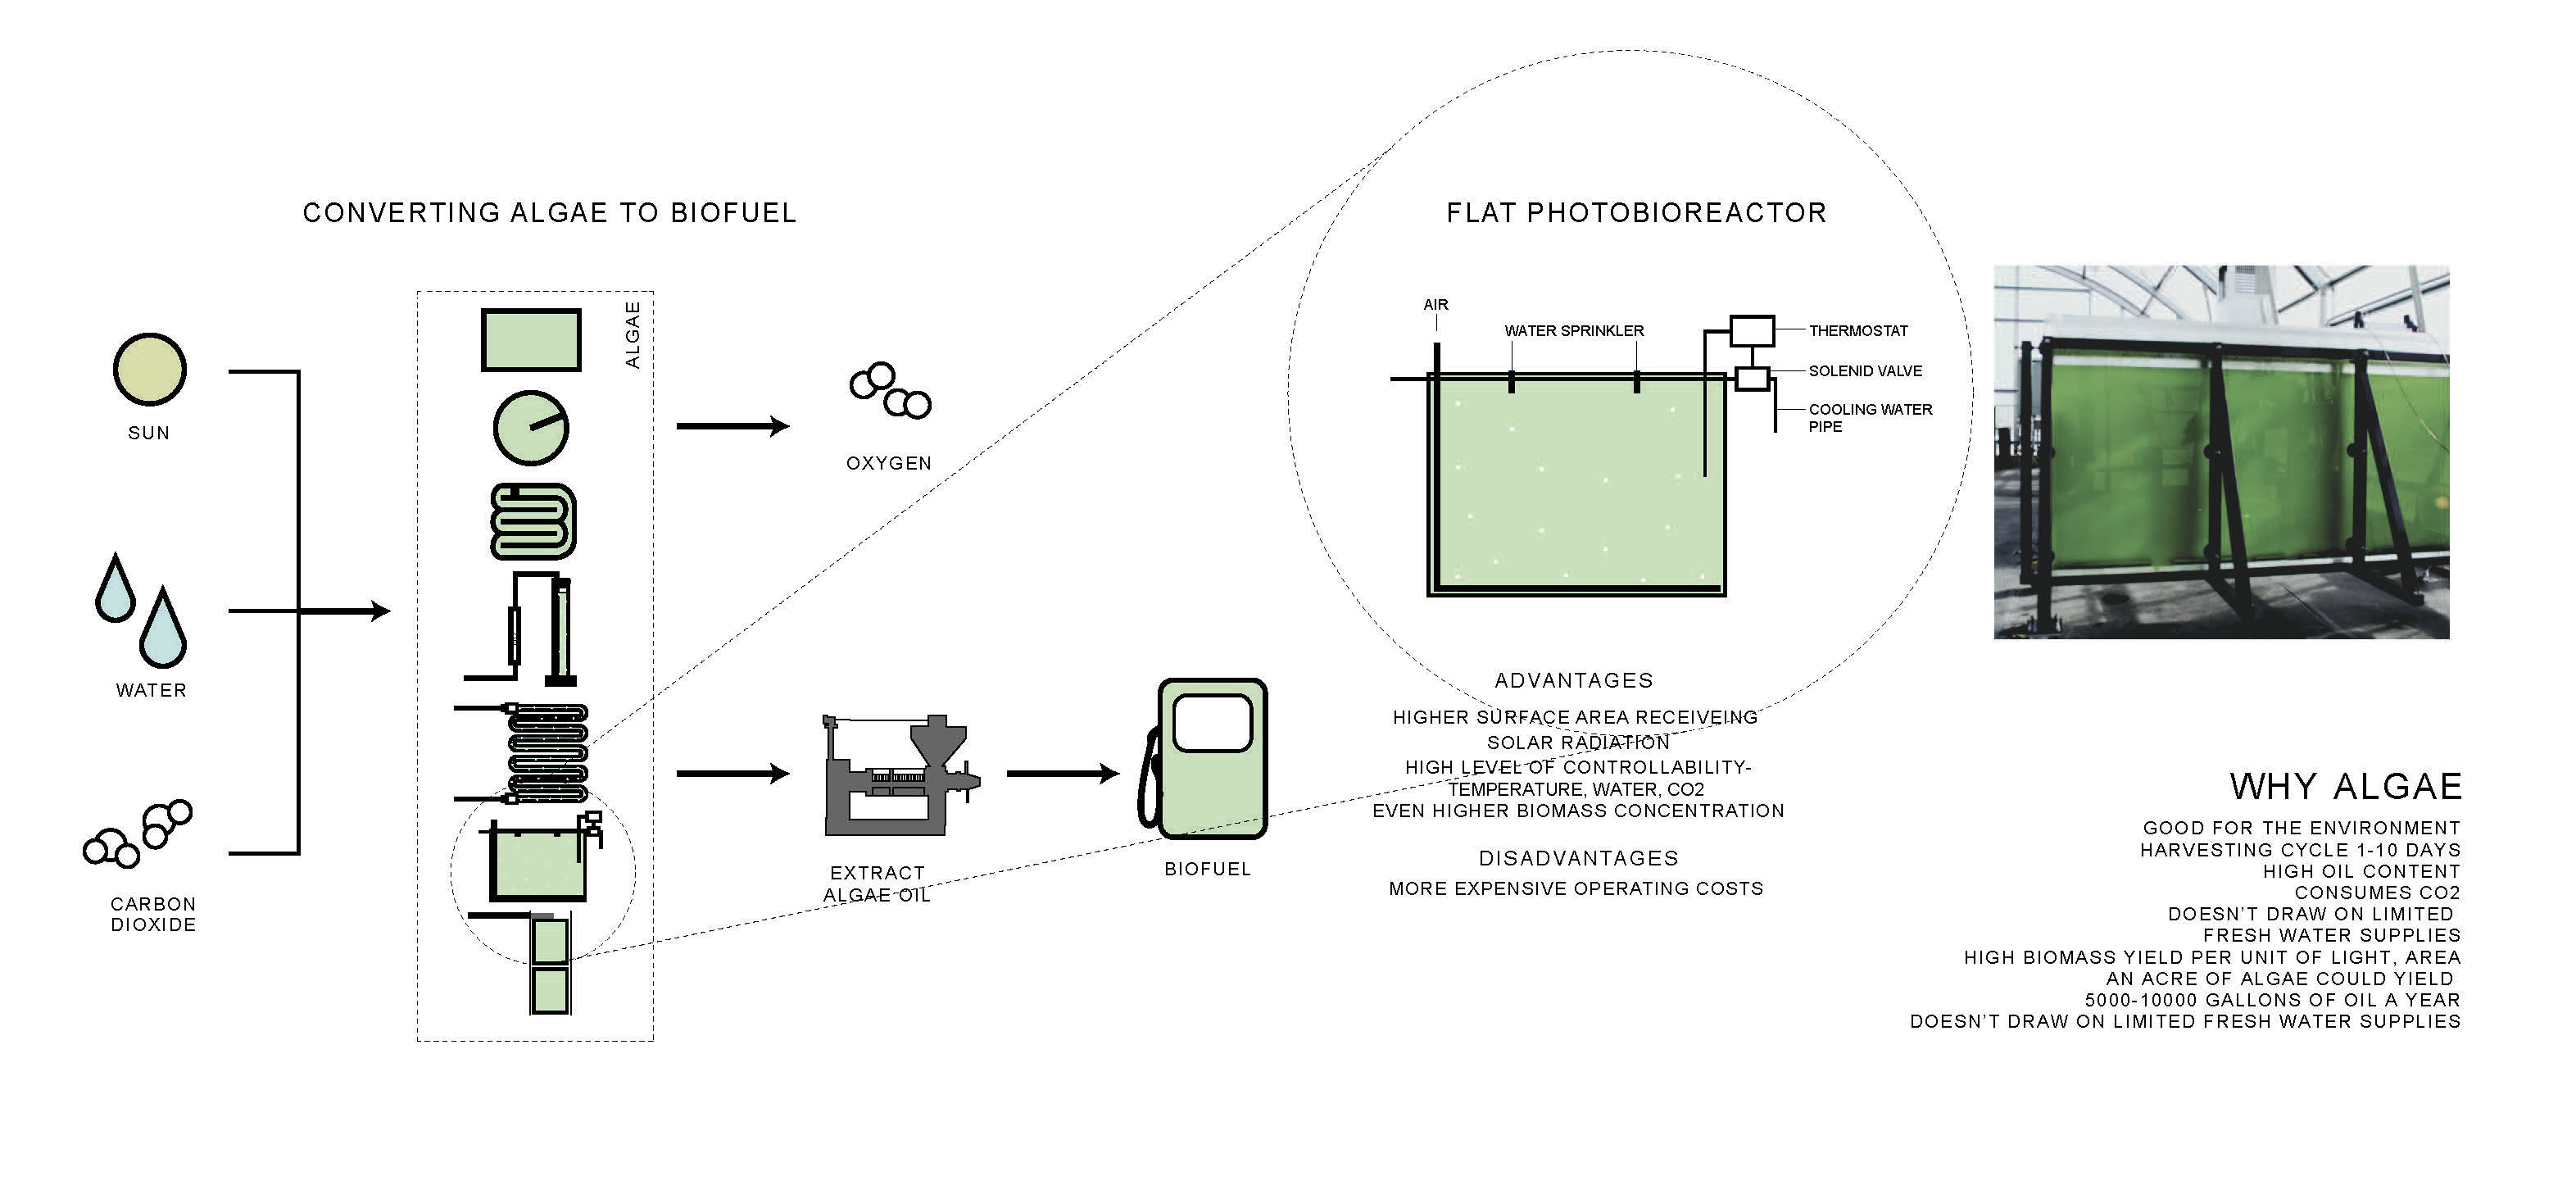 CONVERTING ALGAE TO BIOFUEL
SUN
WATER
CARBON
DIOXIDE
ALGAE
OXYGEN
EXTRACT
ALGAE OIL
BIOFUEL
FLAT PHOTOBIOREACTOR
AIR
WATER SPRINKLER
THERMOSTAT
SOLENID VALVE
COOLING WATER
PIPE
ADVANTAGES
HIGHER SURFACE AREA RECEIVEING
SOLAR RADIATION
HIGH LEVEL OF CONTROLLABILITY-
TEMPERATURE, WATER, CO2
EVEN HIGHER BIOMASS CONCENTRATION
DISADVANTAGES
MORE EXPENSIVE OPERATING COSTS
WHY ALGAE
GOOD FOR THE ENVIRONMENT
HARVESTING CYCLE 1-10 DAYS
HIGH OIL CONTENT
CONSUMES CO2
DOESN'T DRAW ON LIMITED
FRESH WATER SUPPLIES
HIGH BIOMASS YIELD PER UNIT OF LIGHT, AREA
AN ACRE OF ALGAE COULD YIELD
5000-10000 GALLONS OF OIL A YEAR
DOESN'T DRAW ON LIMITED FRESH WATER SUPPLIES